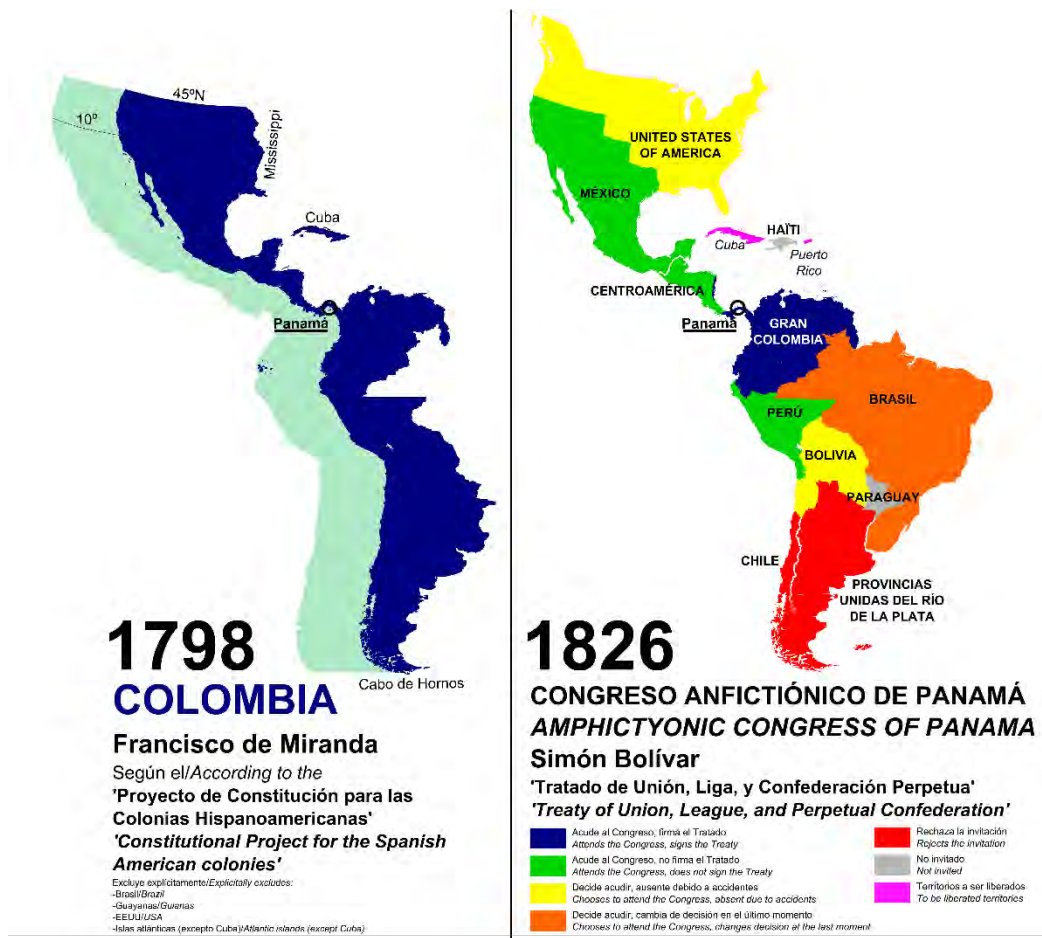 45ºN
10º
Mississippi
Cuba
Panamá
Cabo de Hornos
1798
COLOMBIA
Francisco de Miranda
Según el/According to the
'Proyecto de Constitución para las
Colonias Hispanoamericanas'
'Constitutional Project for the Spanish
American colonies'
Excluye explícitamente/Explicitally excludes:
-Brasil/Brazil
-Guayanas/Guianas
-EEUU/USA
-Islas atlánticas (excepto Cuba)/Atlantic islands (except Cuba)
UNITED STATES
OF AMERICA
MÉXICO
HAÏTI
Cuba
Puerto
Rico
CENTROAMÉRICA
Panamá
GRAN
COLOMBIA
BRASIL
PERÚ
BOLIVIA
PARAGUAY
CHILE
PROVINCIAS
UNIDAS DEL RÍO
DE LA PLATA
1826
CONGRESO ANFICTIÓNICO DE PANAMÁ
AMPHICTYONIC CONGRESS OF PANAMA
Simón Bolívar
'Tratado de Unión, Liga, y Confederación Perpetua'
'Treaty of Union, League, and Perpetual Confederation'
Acude al Congreso, firma el Tratado
Attends the Congress, signs the Treaty
Acude al Congreso, no firma el Tratado
Attends the Congress, does not sign the Treaty
Decide acudir, ausente debido a accidentes
Chooses to attend the Congress, absent due to accidents
Decide acudir, cambia de decisión en el último momento
Chooses to attend the Congress, changes decision at the last moment
Rechaza la invitación
Rejects the invitation
No invitado
Not invited
Territorios a ser liberados
To be liberated territories